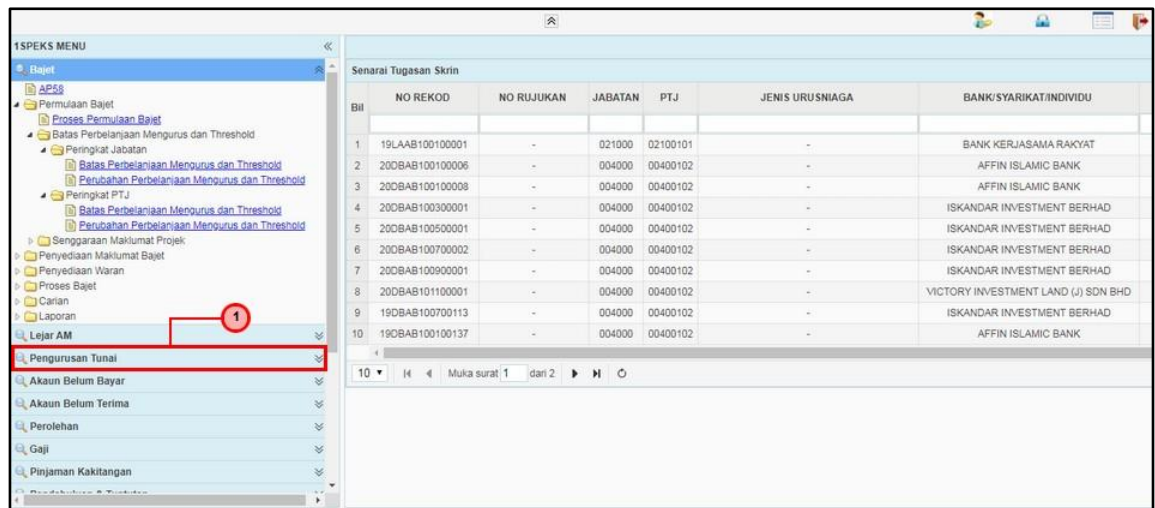 1SPEKS MENU
Bajet
AP58
Permulaan Bajet
Proses Permulaan Bajet
Batas Perbelanjaan Mengurus dan Threshold
Peringkat Jabatan
Batas Perbelanjaan Mengurus dan Threshold
Perubahan Perbelanjaan Mengurus dan Threshold
Peringkat PTJ
Batas Perbelanjaan Mengurus dan Threshold
Perubahan Perbelanjaan Mengurus dan Threshold
Senggaraan Maklumat Projek
Penyediaan Maklumat Bajet
Penyediaan Waran
Proses Bajet
Carian
Laporan
1
Lejar AM
Pengurusan Tunai
Akaun Belum Bayar
Akaun Belum Terima
Perolehan
Gaji
Pinjaman Kakitangan
Senarai Tugasan Skrin
Bil NO REKOD NO RUJUKAN JABATAN PTJ JENIS URUSNIAGA BANK/SYARIKAT/INDIVIDU
1 19LAAB100100001 - 021000 02100101 - BANK KERJASAMA RAKYAT
2 20DBAB100100006 - 004000 00400102 - AFFIN ISLAMIC BANK
3 20DBAB100100008 - 004000 00400102 - AFFIN ISLAMIC BANK
4 20DBAB100300001 - 004000 00400102 - ISKANDAR INVESTMENT BERHAD
5 20DBAB100500001 - 004000 00400102 - ISKANDAR INVESTMENT BERHAD
6 20DBAB100700002 - 004000 00400102 - ISKANDAR INVESTMENT BERHAD
7 20DBAB100900001 - 004000 00400102 - ISKANDAR INVESTMENT BERHAD
8 20DBAB101100001 - 004000 00400102 - VICTORY INVESTMENT LAND (J) SDN BHD
9 19DBAB100700113 - 004000 00400102 - ISKANDAR INVESTMENT BERHAD
10 19DBAB100100137 - 004000 00400102 - AFFIN ISLAMIC BANK
10 Muka surat 1 dari 2